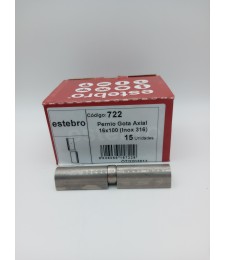 estebro
estebro
Código: 722
Pernio Gota Axial
16x100 (Inox 316)
15 Unidades